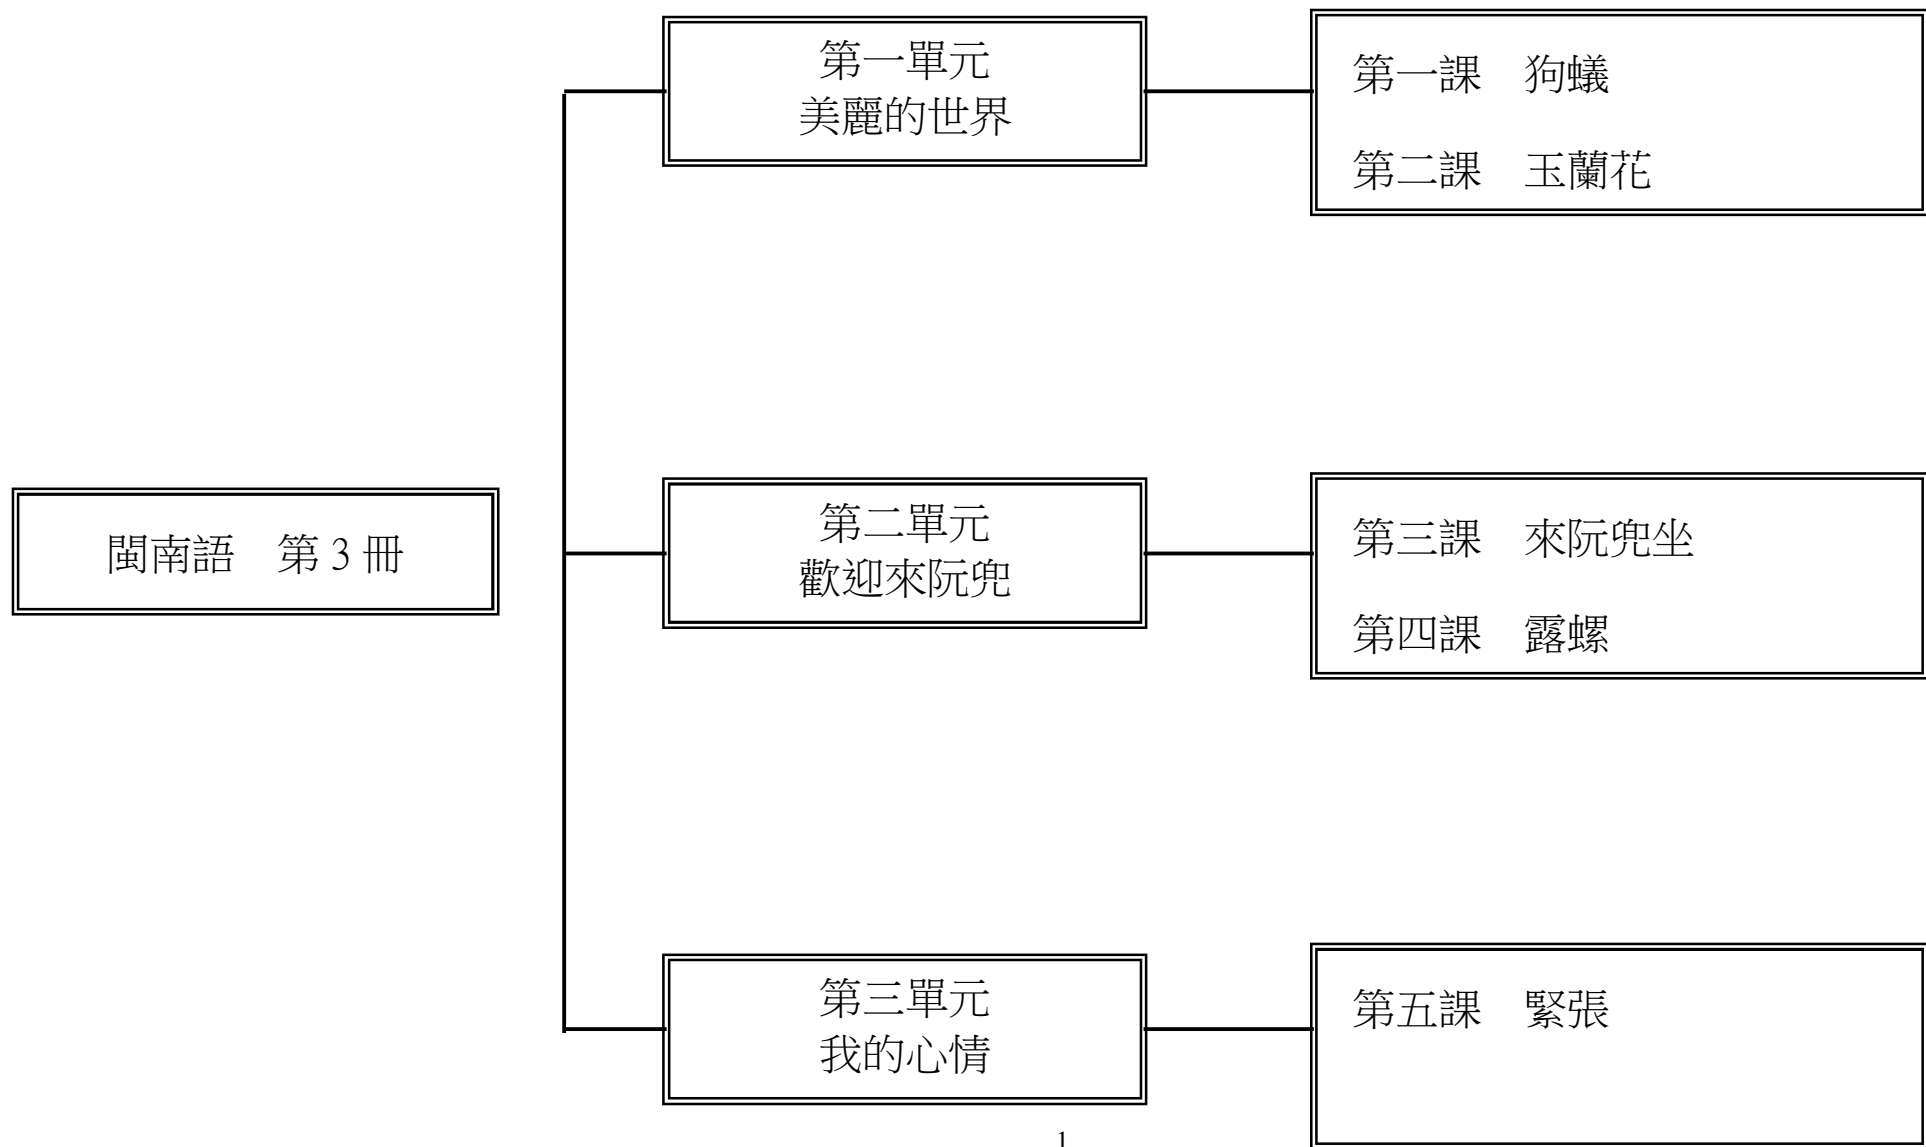 第一單元
美麗的世界
第一課　狗蟻
第二課　玉蘭花
閩南語　第 3 冊
第二單元
歡迎來阮兜
第三課　來阮兜坐
第四課　露螺
第三單元
我的心情
第五課　緊張
1